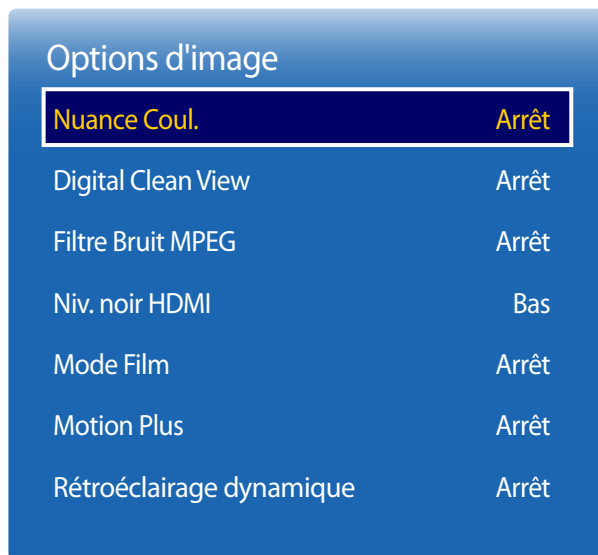 Options d'image
Nuance Coul. Arrêt
Digital Clean View Arrêt
Filtre Bruit MPEG Arrêt
Niv. noir HDMI Bas
Mode Film Arrêt
Motion Plus Arrêt
Rétroéclairage dynamique Arrêt